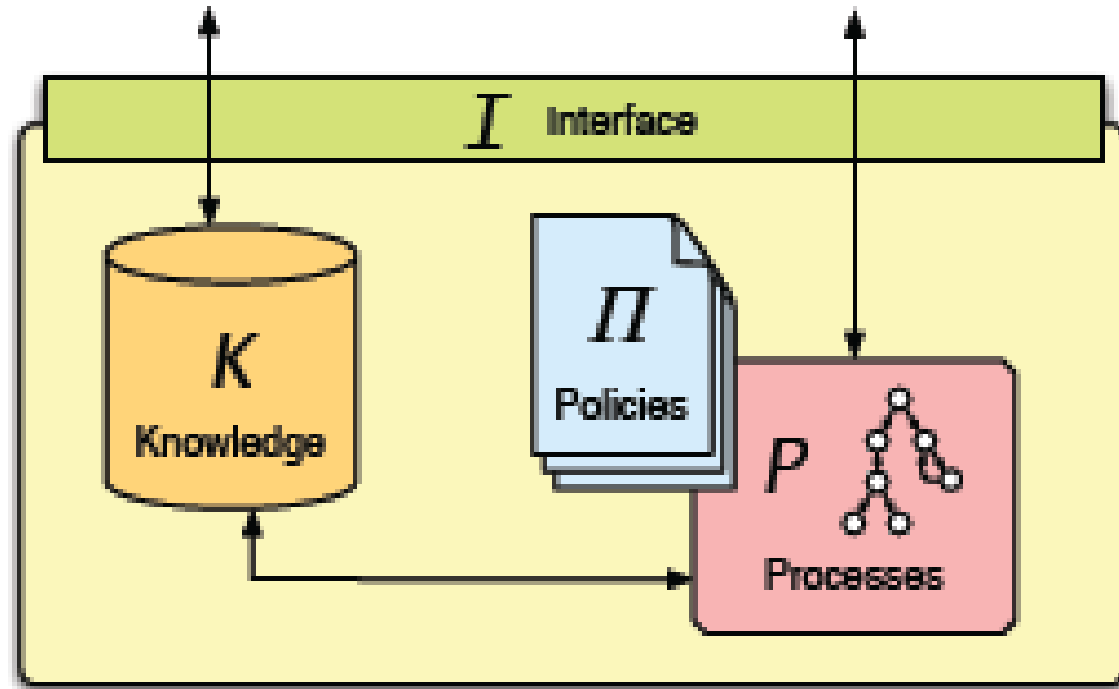 I Interface
K
Knowledge
Π
Policies
P
Processes